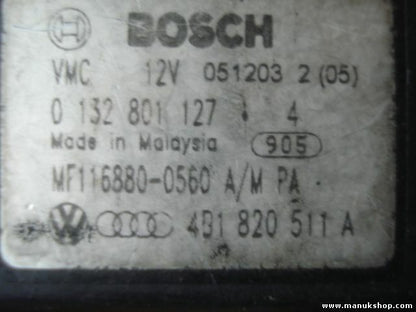 BOSCH
VMC 12V 051203 2 (05)
0 132 801 127 4
Made in Malaysia 905
MF116880-0560 A/M PA
4B1 820 511 A
www.manukshop.com